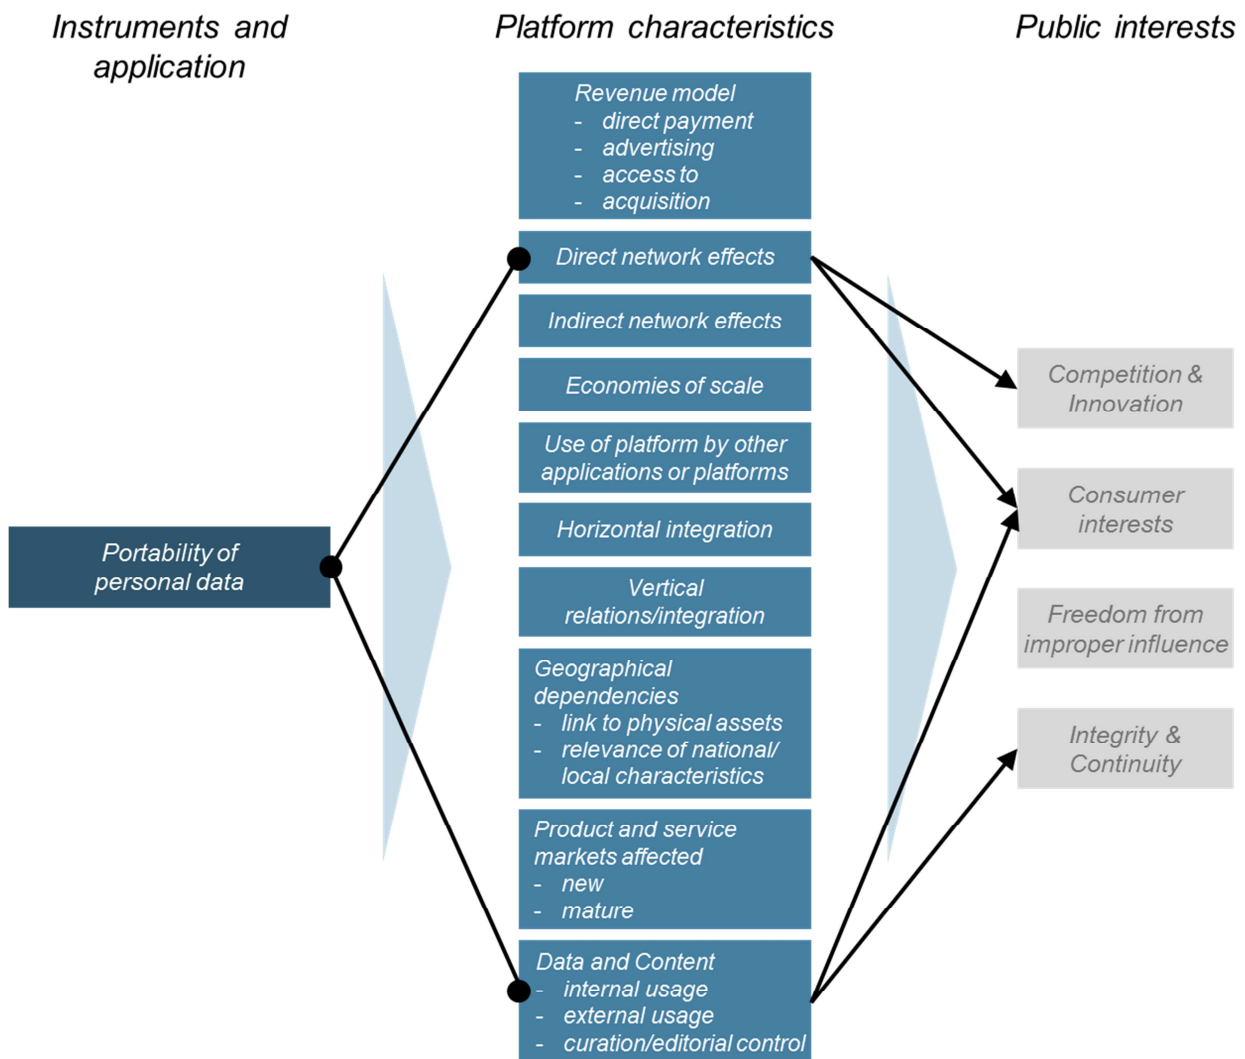 Instruments and
application
Platform characteristics
Public interests
Revenue model
- direct payment
- advertising
- access to
- acquisition
Direct network effects
Indirect network effects
Economies of scale
Use of platform by other
applications or platforms
Horizontal integration
Vertical
relations/integration
Geographical
dependencies
- link to physical assets
- relevance of national/
local characteristics
Product and service
markets affected
- new
- mature
Data and Content
- internal usage
- external usage
- curation/editorial control
Portability of
personal data
Competition &
Innovation
Consumer
interests
Freedom from
improper influence
Integrity &
Continuity